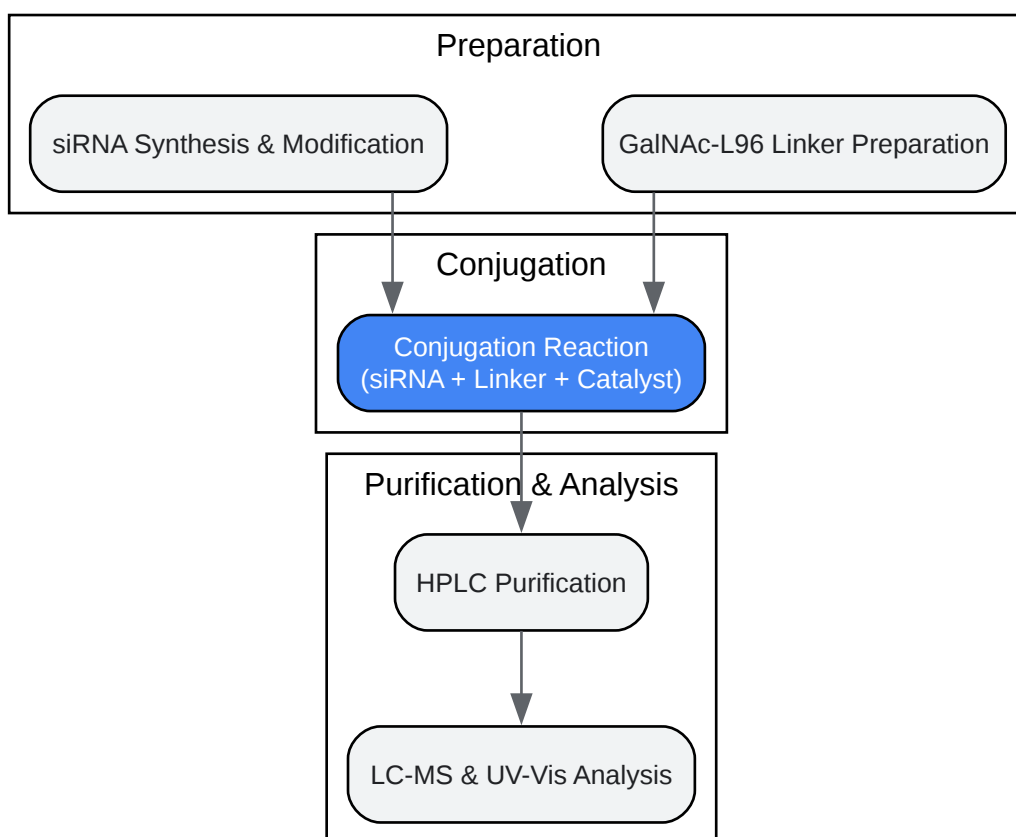 Preparation
siRNA Synthesis & Modification
GalNAc-L96 Linker Preparation
Conjugation
Conjugation Reaction
(siRNA + Linker + Catalyst)
Purification & Analysis
HPLC Purification
LC-MS & UV-Vis Analysis